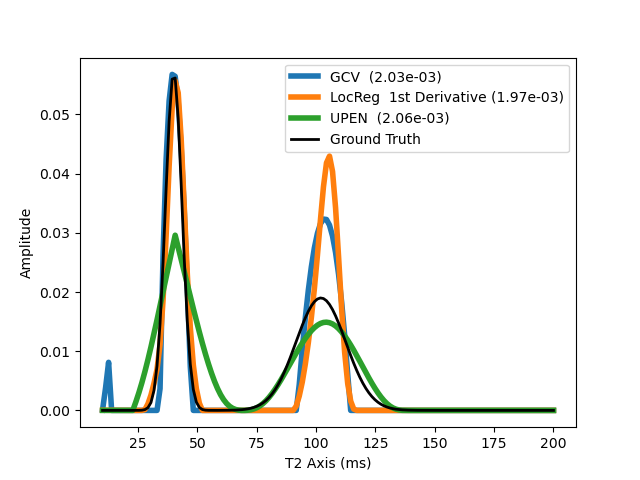 GCV (2.03e-03)
LocReg 1st Derivative (1.97e-03)
UPEN (2.06e-03)
Ground Truth
0.05
0.04
0.03
0.02
0.01
0.00
Amplitude
25 50 75 100 125 150 175 200
T2 Axis (ms)